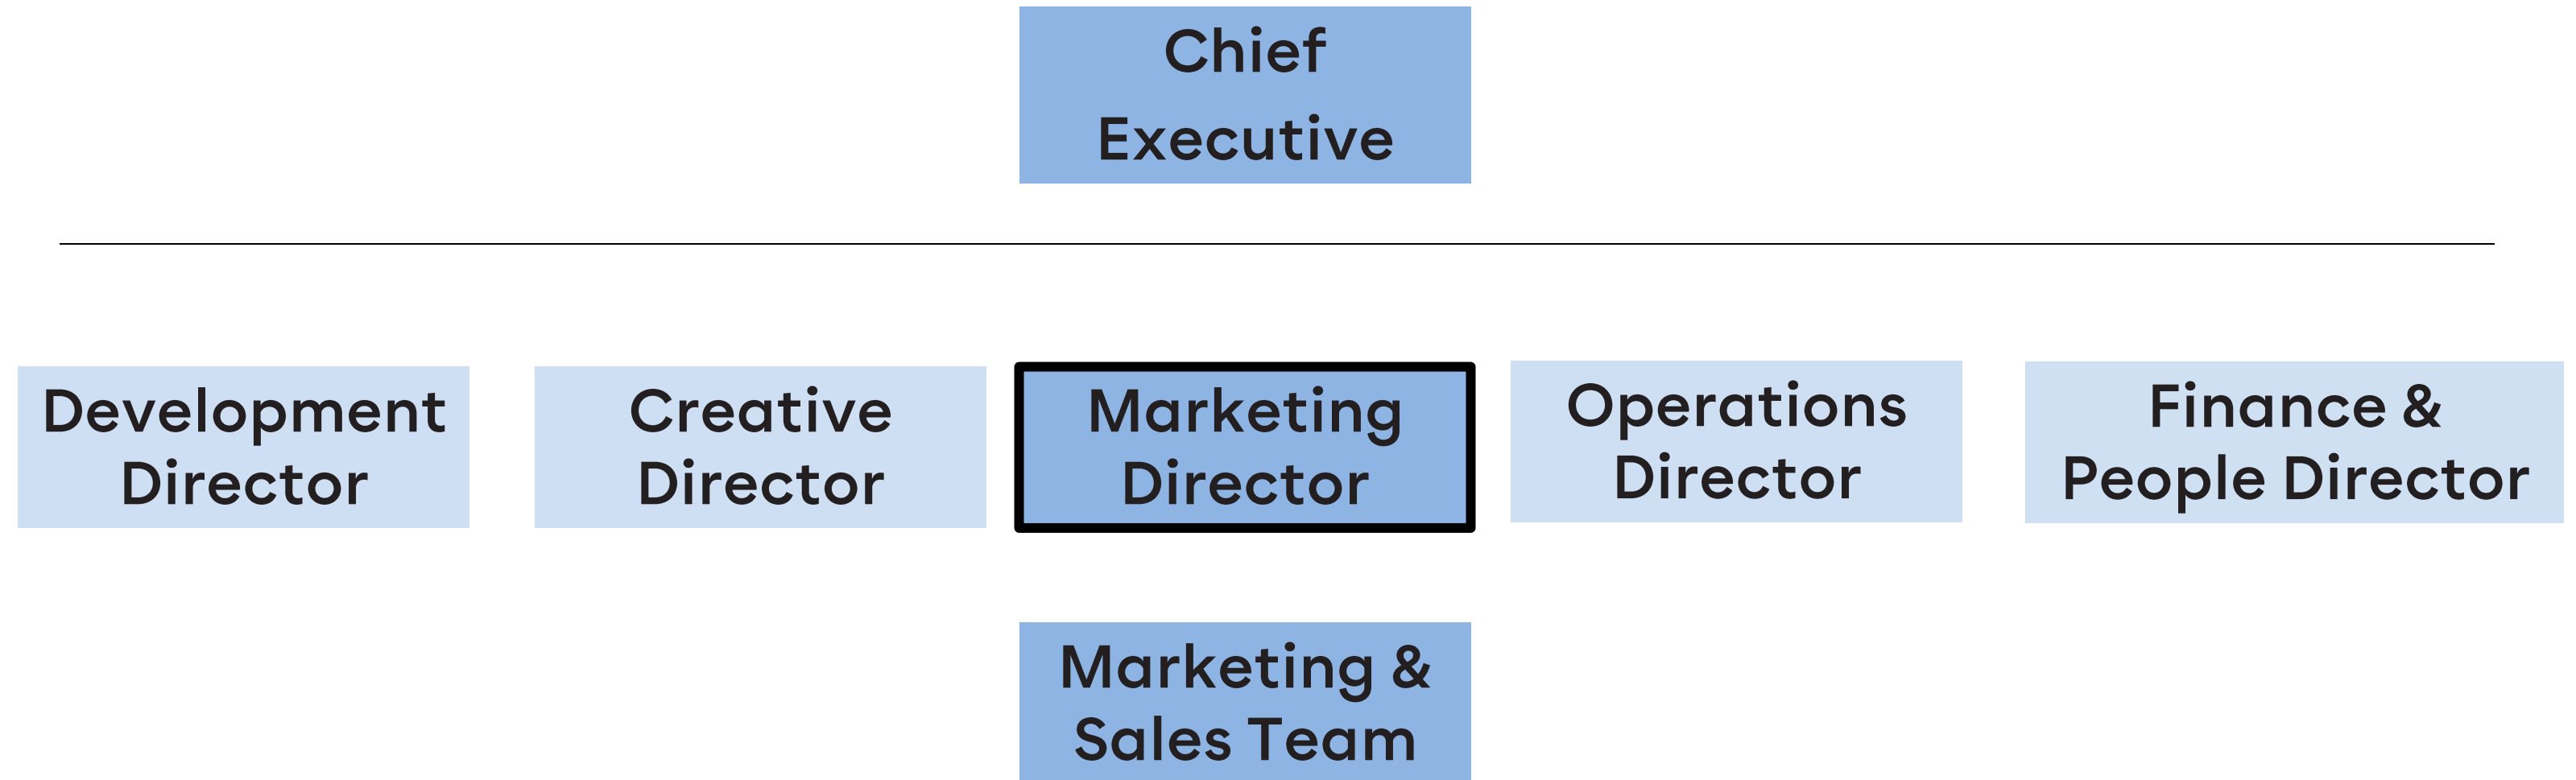 Chief
Executive
Development
Director
Creative
Director
Marketing
Director
Operations
Director
Finance &
People Director
Marketing &
Sales Team